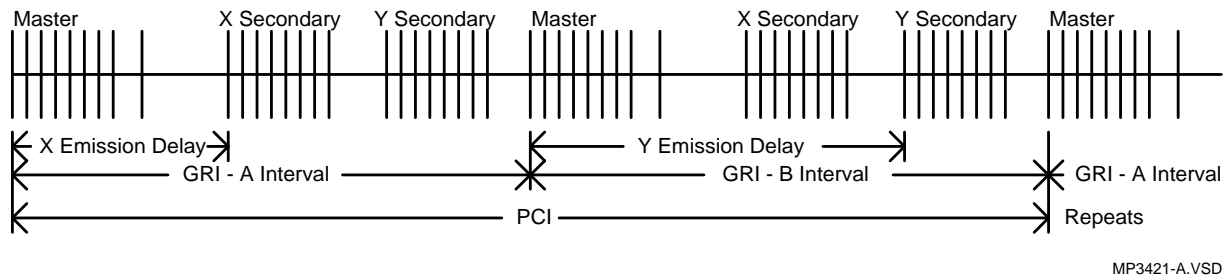 Master X Secondary Y Secondary Master X Secondary Y Secondary Master
X Emission Delay Y Emission Delay
GRI - A Interval GRI - B Interval GRI - A Interval
PCI Repeats
MP3421-A.VSD